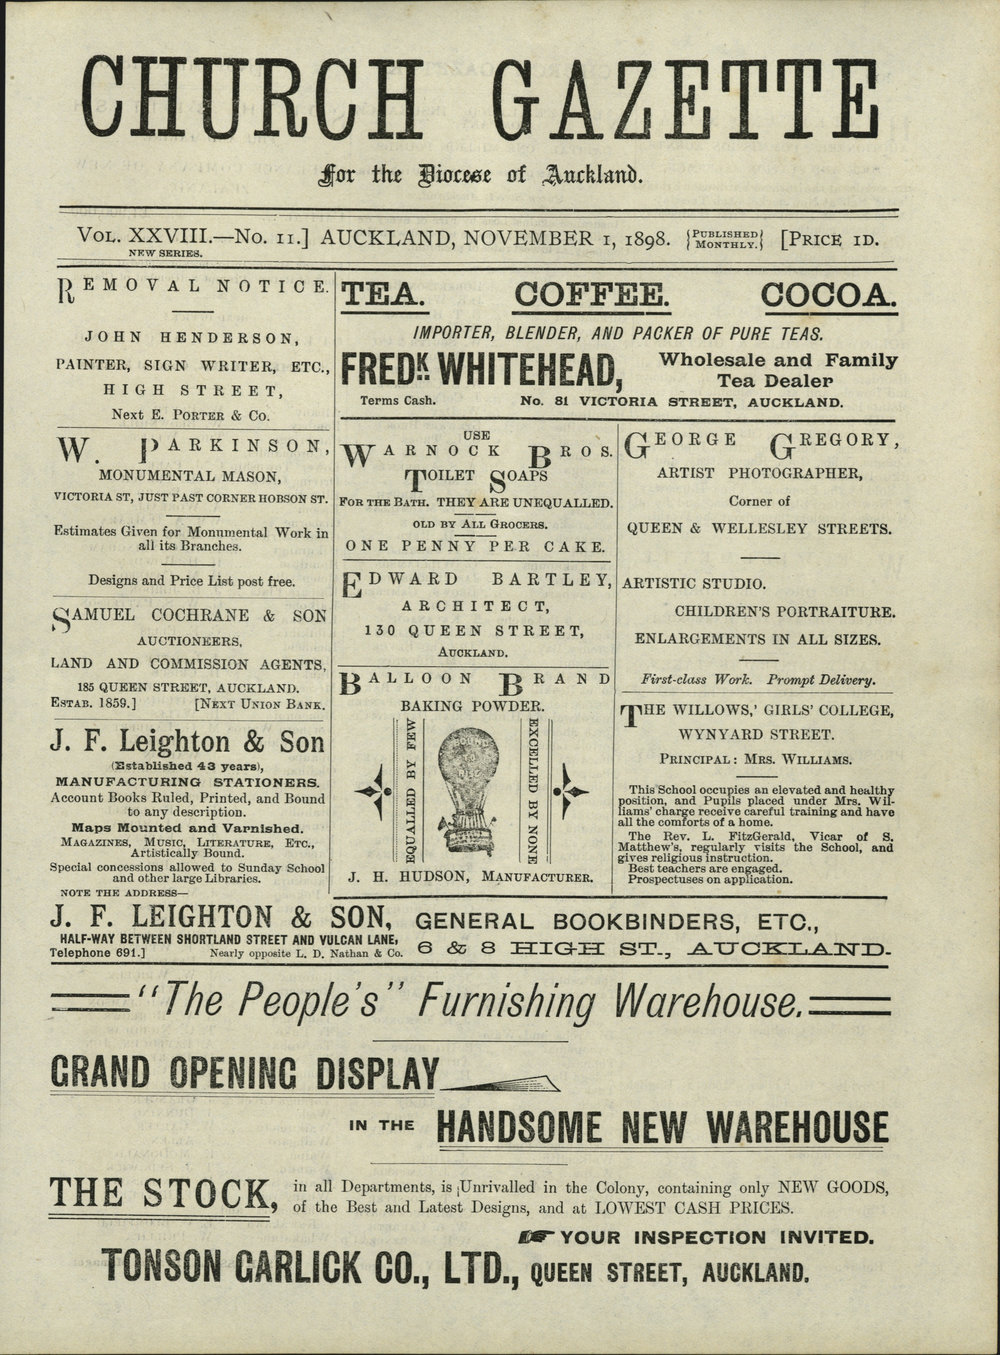 CHURCH GAZETTE
For the Diocese of Auckland.
VOL. XXVIII.—No. 11.] AUCKLAND, NOVEMBER 1, 1898. {PUBLISHED MONTHLY.} [PRICE 1D.
NEW SERIES.
REMOVAL NOTICE.
JOHN HENDERSON,
PAINTER, SIGN WRITER, ETC.,
HIGH STREET,
Next E. PORTER & Co.
W. PARKINSON,
MONUMENTAL MASON,
VICTORIA ST, JUST PAST CORNER HOBSON ST.
Estimates Given for Monumental Work in
all its Branches.
Designs and Price List post free.
SAMUEL COCHRANE & SON
AUCTIONEERS,
LAND AND COMMISSION AGENTS,
185 QUEEN STREET, AUCKLAND.
ESTAB. 1859.] [NEXT UNION BANK.
J. F. Leighton & Son
(Established 43 years),
MANUFACTURING STATIONERS.
Account Books Ruled, Printed, and Bound
to any description.
Maps Mounted and Varnished.
MAGAZINES, MUSIC, LITERATURE, ETC.,
Artistically Bound.
Special concessions allowed to Sunday School
and other large Libraries.
NOTE THE ADDRESS—
TEA. COFFEE. COCOA.
IMPORTER, BLENDER, AND PACKER OF PURE TEAS.
FREDK. WHITEHEAD, Wholesale and Family
Tea Dealer
Terms Cash. No. 81 VICTORIA STREET, AUCKLAND.
USE
WARNOCK BROS.
TOILET SOAPS
FOR THE BATH. THEY ARE UNEQUALLED.
OLD BY ALL GROCERS.
ONE PENNY PER CAKE.
EDWARD BARTLEY,
ARCHITECT,
130 QUEEN STREET,
AUCKLAND.
BALLOON BRAND
BAKING POWDER.
EQUALLED BY FEW
EXCELLED BY NONE
J. H. HUDSON, MANUFACTURER.
GEORGE GREGORY,
ARTIST PHOTOGRAPHER,
Corner of
QUEEN & WELLESLEY STREETS.
ARTISTIC STUDIO.
CHILDREN'S PORTRAITURE.
ENLARGEMENTS IN ALL SIZES.
First-class Work. Prompt Delivery.
THE WILLOWS,' GIRLS' COLLEGE,
WYNYARD STREET.
PRINCIPAL: MRS. WILLIAMS.
This School occupies an elevated and healthy
position, and Pupils placed under Mrs. Wil-
liams' charge receive careful training and have
all the comforts of a home.
The Rev. L. FitzGerald, Vicar of S.
Matthew's, regularly visits the School, and
gives religious instruction.
Best teachers are engaged.
Prospectuses on application.
J. F. LEIGHTON & SON, GENERAL BOOKBINDERS, ETC.,
HALF-WAY BETWEEN SHORTLAND STREET AND VULCAN LANE,
Telephone 691.] Nearly opposite L. D. Nathan & Co. 6 & 8 HIGH ST., AUCKLAND.
"The People's" Furnishing Warehouse.
GRAND OPENING DISPLAY
IN THE HANDSOME NEW WAREHOUSE
THE STOCK, in all Departments, is Unrivalled in the Colony, containing only NEW GOODS,
of the Best and Latest Designs, and at LOWEST CASH PRICES.
YOUR INSPECTION INVITED.
TONSON GARLICK CO., LTD., QUEEN STREET, AUCKLAND.